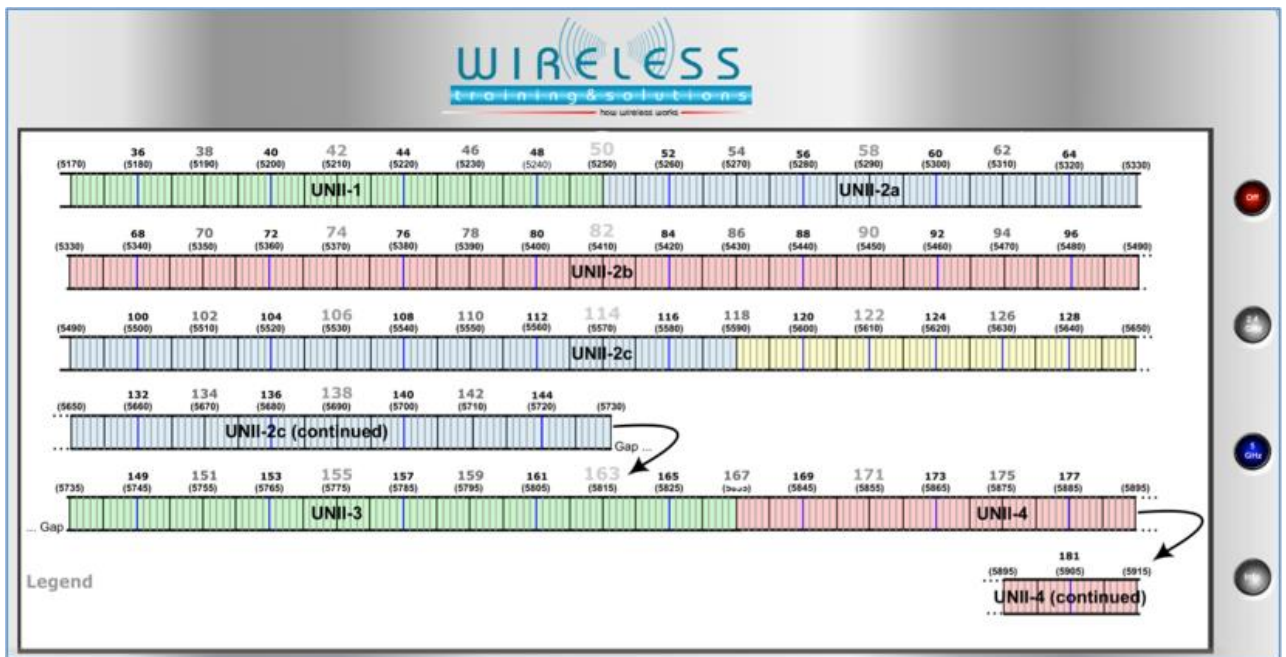 WIRELESS
training&solutions
how wireless works
36 38 40 42 44 46 48 50 52 54 56 58 60 62 64
(5170) (5180) (5190) (5200) (5210) (5220) (5230) (5240) (5250) (5260) (5270) (5280) (5290) (5300) (5310) (5320) (5330)
UNII-1 UNII-2a
68 70 72 74 76 78 80 82 84 86 88 90 92 94 96
(5330) (5340) (5350) (5360) (5370) (5380) (5390) (5400) (5410) (5420) (5430) (5440) (5450) (5460) (5470) (5480) (5490)
UNII-2b
100 102 104 106 108 110 112 114 116 118 120 122 124 126 128
(5490) (5500) (5510) (5520) (5530) (5540) (5550) (5560) (5570) (5580) (5590) (5600) (5610) (5620) (5630) (5640) (5650)
UNII-2c
132 134 136 138 140 142 144
(5650) (5660) (5670) (5680) (5690) (5700) (5710) (5720) (5730)
UNII-2c (continued)
Gap ...
149 151 153 155 157 159 161 163 165 167 169 171 173 175 177
(5735) (5745) (5755) (5765) (5775) (5785) (5795) (5805) (5815) (5825) (5835) (5845) (5855) (5865) (5875) (5885) (5895)
UNII-3 UNII-4
... Gap
181
(5895) (5905) (5915)
UNII-4 (continued)
Legend
Off
5 GHz